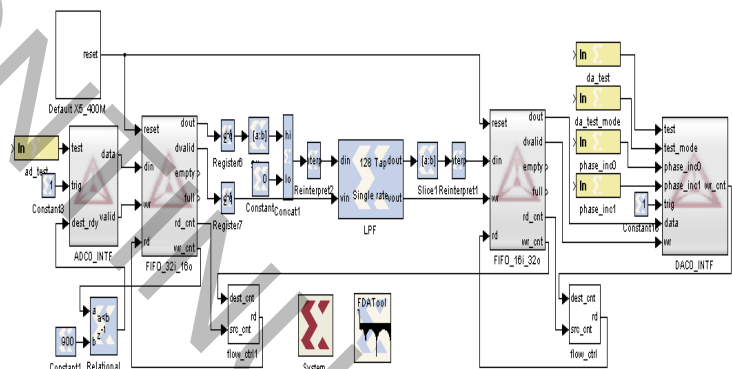 reset
Default X5_400M
In
ad_test
1
Constant3
test
trig
dest_rdy
data
valid
ADC0_INTF
reset
din
wr
rd
dout
dvalid
empty
full
rd_cnt
wr_cnt
FIFO_32i_16o
Register6
Register7
[a:b]
0
Constant
hi
lo
Concat1
Reinterpret2
din
vin
128 Tap
Single rate
dout
vout
LPF
[a:b]
Slice1
Reinterpret1
reset
din
wr
rd
dout
dvalid
empty
full
rd_cnt
wr_cnt
FIFO_16i_32o
In
da_test
In
da_test_mode
In
phase_inc0
In
phase_inc1
1
test
test_mode
phase_inc0
phase_inc1
trig
data
wr
wr_cnt
DAC0_INTF
900
Constant1
a
b
a<b
Relational
dest_cnt
src_cnt
rd
flow_ctrl1
System
FDATool
dest_cnt
src_cnt
rd
flow_ctrl